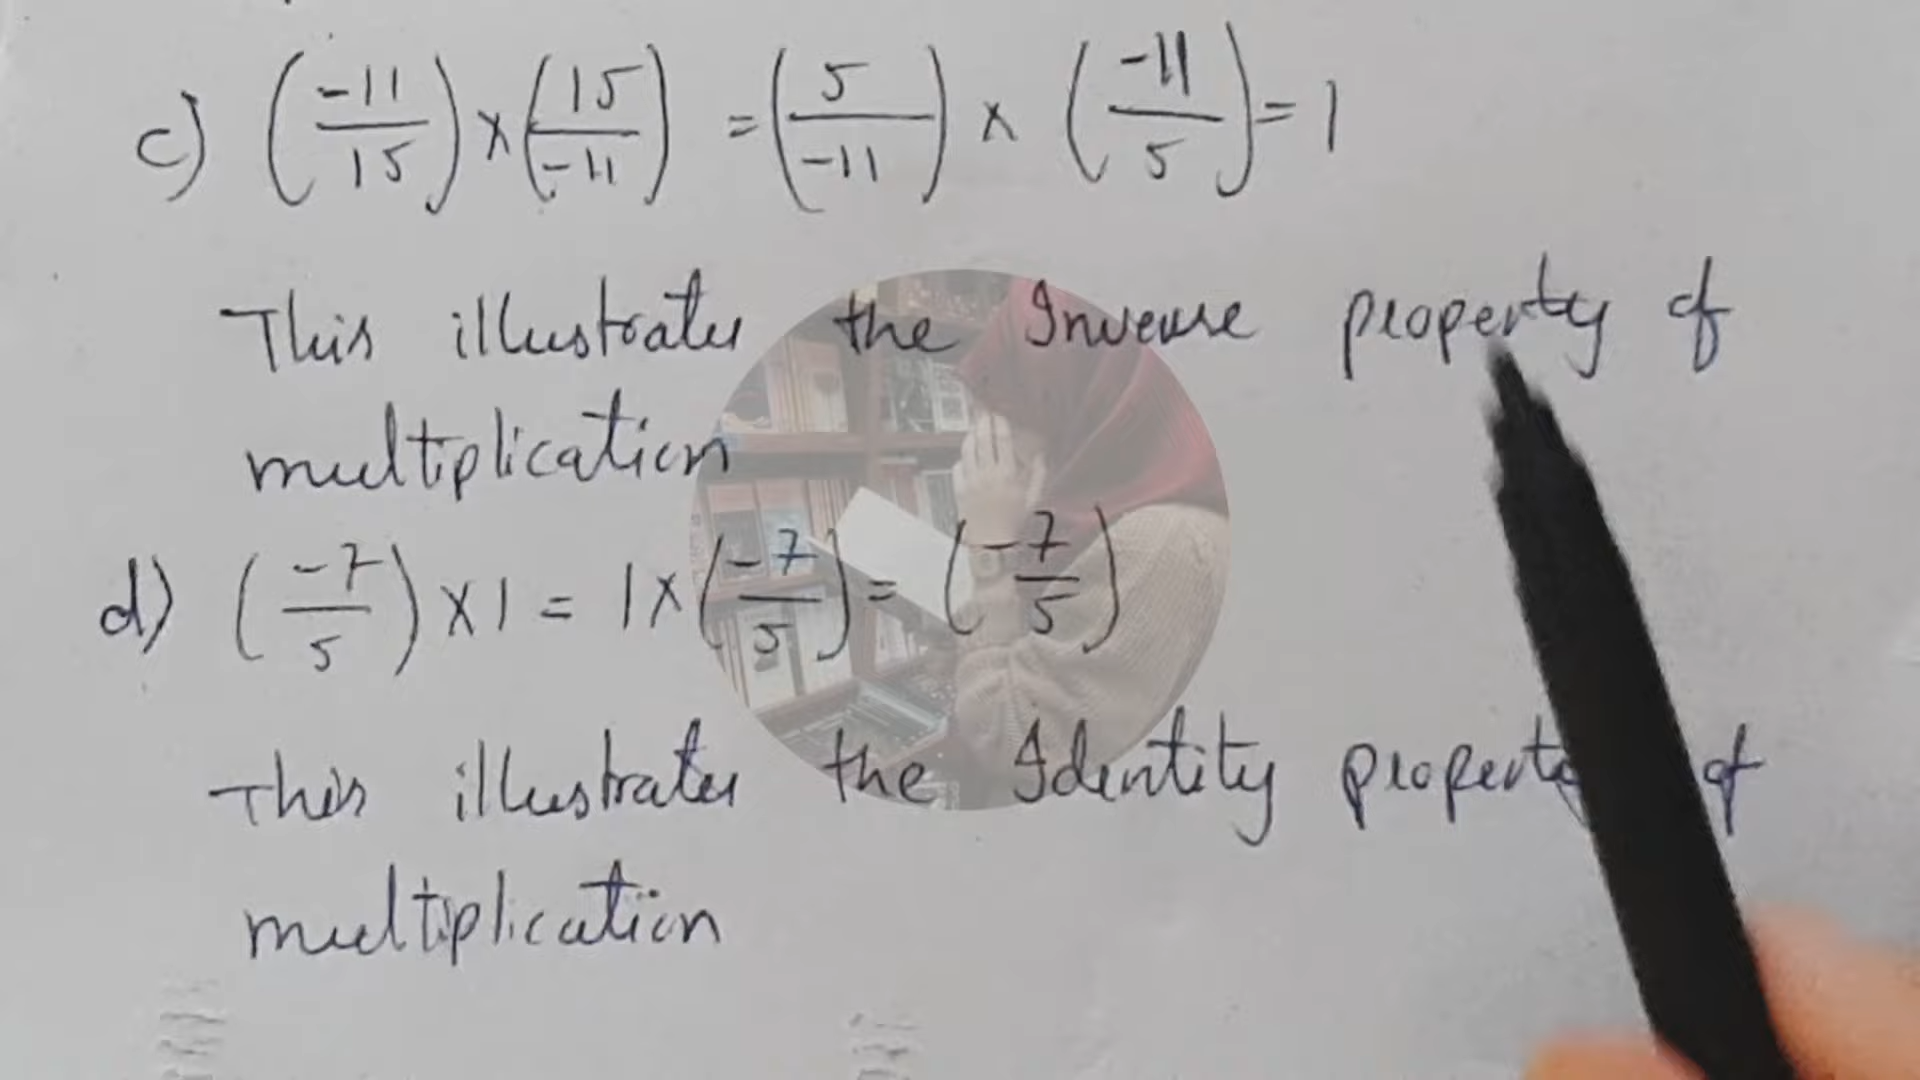 c) (-11/15) × (15/-11) = (5/-11) × (-11/5) = 1
This illustrates the Inverse property of
multiplication
d) (-7/5) × 1 = 1 × (-7/5) = (-7/5)
This illustrates the Identity property of
multiplication